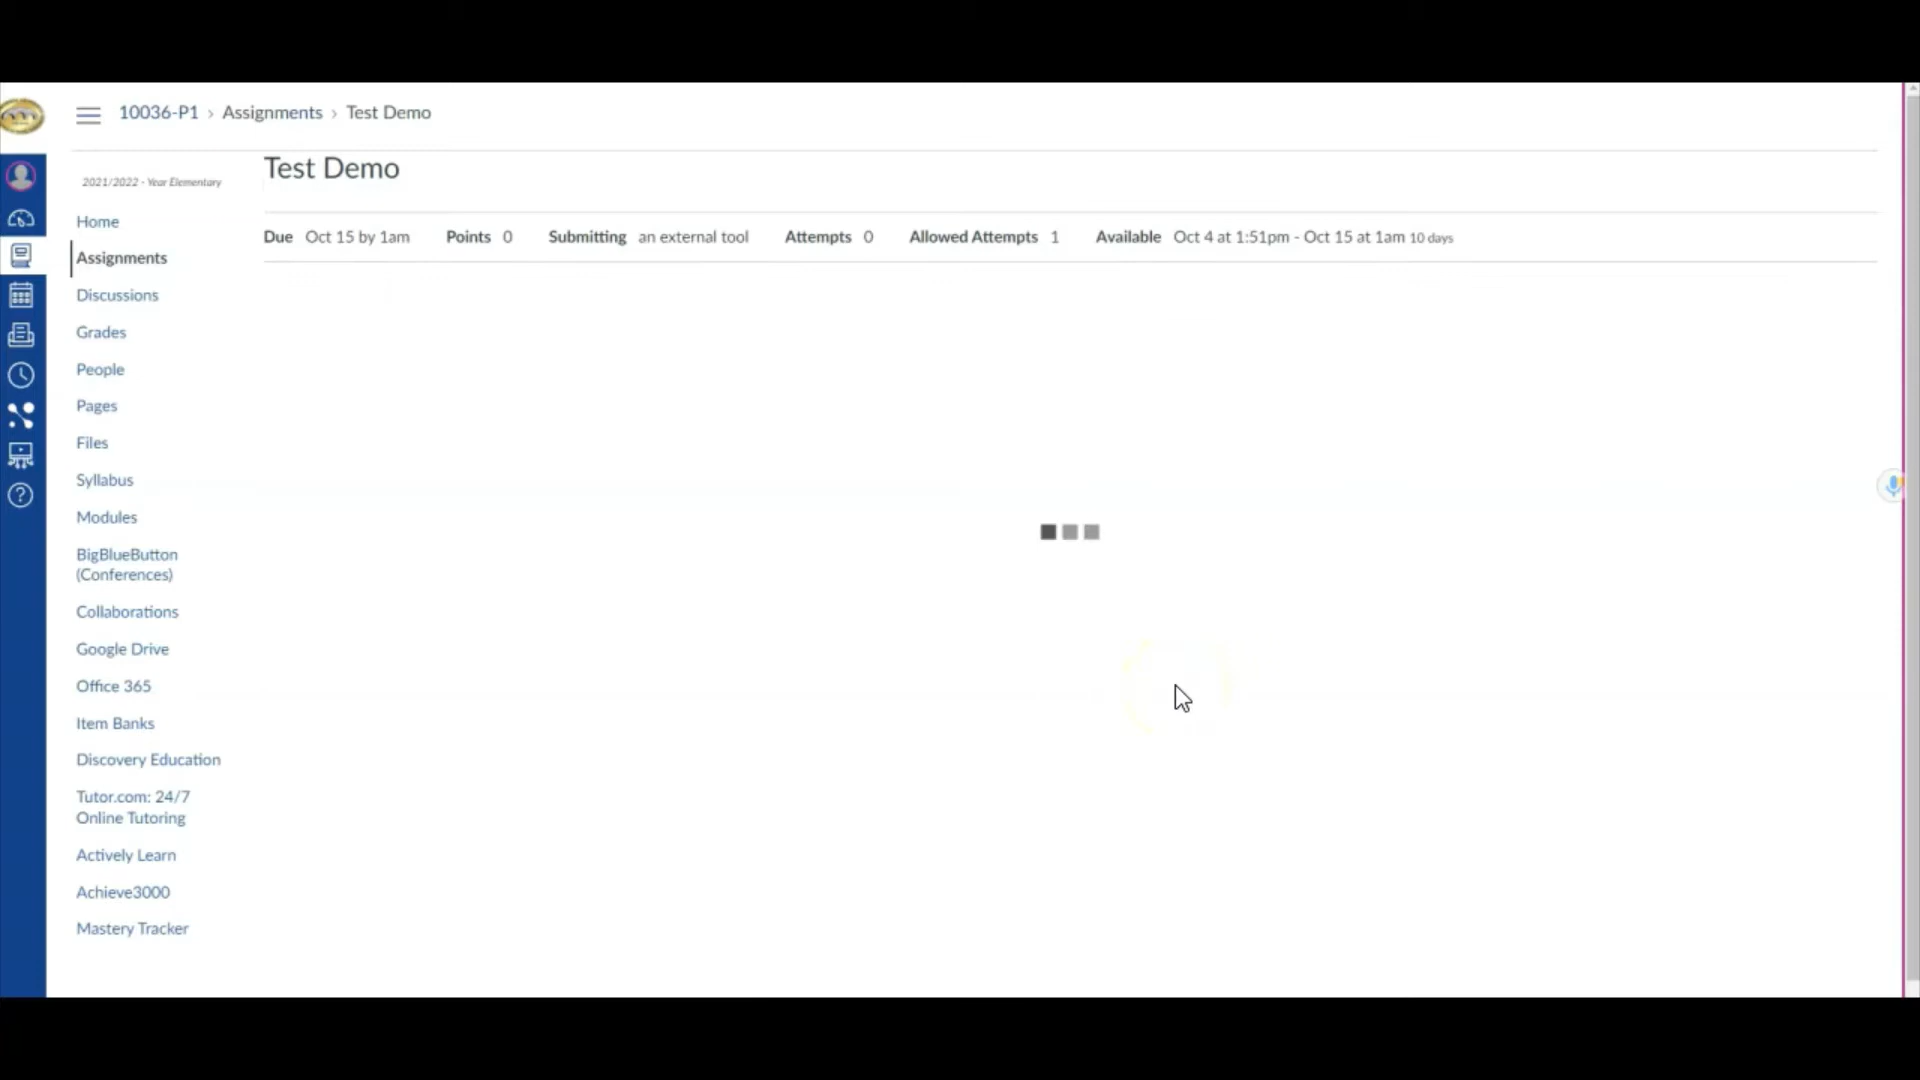 10036-P1 › Assignments › Test Demo
2021/2022 - Year Elementary
Home
Assignments
Discussions
Grades
People
Pages
Files
Syllabus
Modules
BigBlueButton
(Conferences)
Collaborations
Google Drive
Office 365
Item Banks
Discovery Education
Tutor.com: 24/7
Online Tutoring
Actively Learn
Achieve3000
Mastery Tracker
Test Demo
Due Oct 15 by 1am Points 0 Submitting an external tool Attempts 0 Allowed Attempts 1 Available Oct 4 at 1:51pm - Oct 15 at 1am 10 days